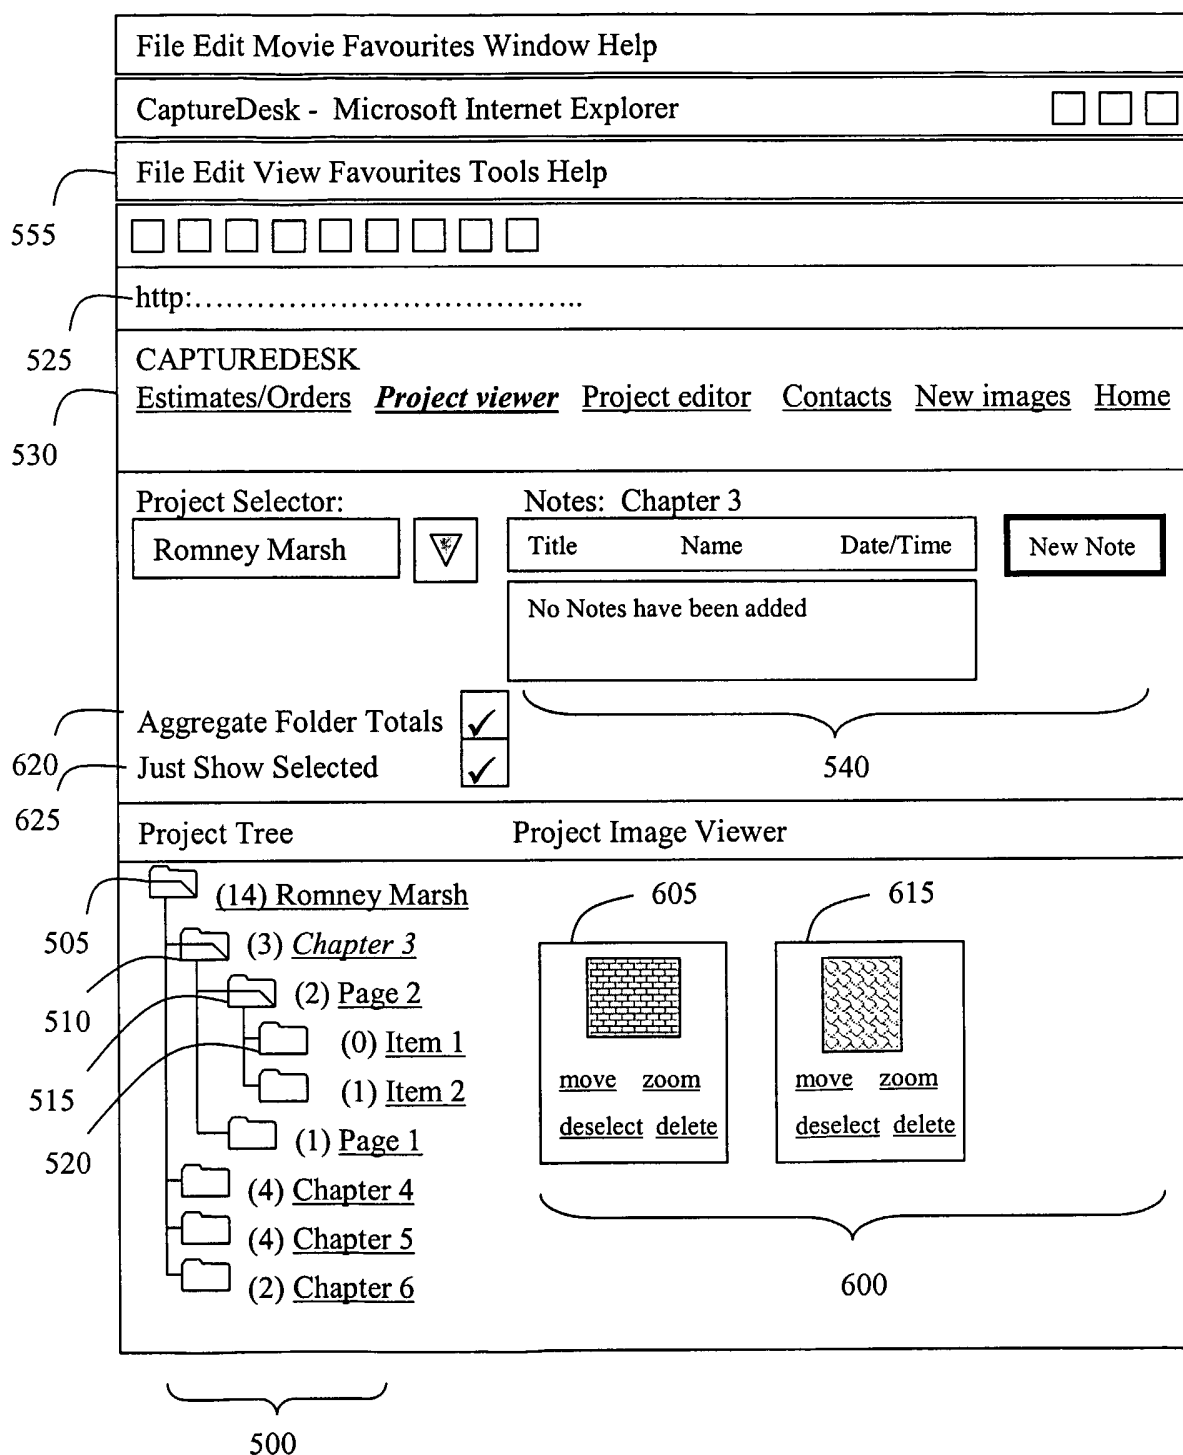 File Edit Movie Favourites Window Help
CaptureDesk - Microsoft Internet Explorer
File Edit View Favourites Tools Help
555
http:…………………………………..
525
CAPTUREDESK
Estimates/Orders Project viewer Project editor Contacts New images Home
530
Project Selector: Notes: Chapter 3
Romney Marsh Title Name Date/Time New Note
No Notes have been added
Aggregate Folder Totals
620
Just Show Selected
540
625
Project Tree Project Image Viewer
(14) Romney Marsh
605 615
505
(3) Chapter 3
(2) Page 2
510
(0) Item 1
move zoom move zoom
515
(1) Item 2
deselect delete deselect delete
520
(1) Page 1
(4) Chapter 4
(4) Chapter 5
(2) Chapter 6
600
500